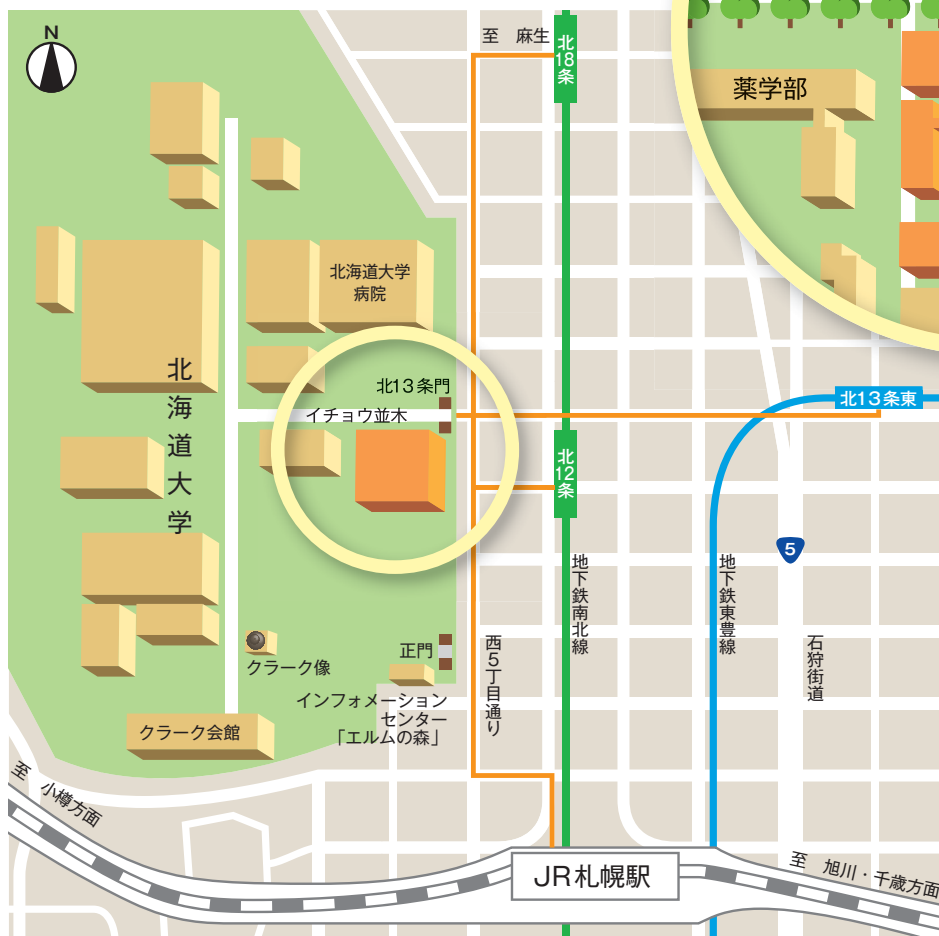 N
至 麻生
北18条
薬学部
北海道大学
病院
北13条門
イチョウ並木
北13条東
北12条
北海道大学
5
地下鉄南北線
地下鉄東豊線
西5丁目通り
石狩街道
正門
クラーク像
インフォメーション
センター
「エルムの森」
クラーク会館
至 小樽方面
JR札幌駅
至 旭川・千歳方面